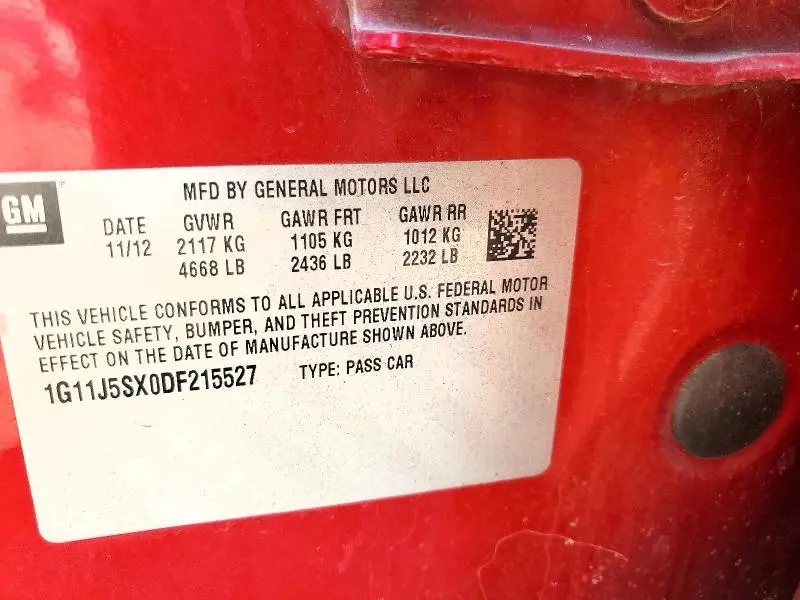 GM
MFD BY GENERAL MOTORS LLC
DATE GVWR GAWR FRT GAWR RR
11/12 2117 KG 1105 KG 1012 KG
4668 LB 2436 LB 2232 LB
THIS VEHICLE CONFORMS TO ALL APPLICABLE U.S. FEDERAL MOTOR
VEHICLE SAFETY, BUMPER, AND THEFT PREVENTION STANDARDS IN
EFFECT ON THE DATE OF MANUFACTURE SHOWN ABOVE.
1G11J5SX0DF215527 TYPE: PASS CAR